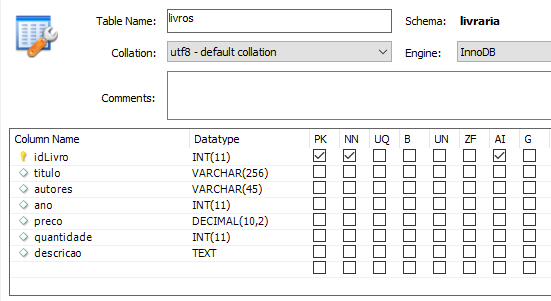 Table Name: livros Schema: livraria
Collation: utf8 - default collation Engine: InnoDB
Comments:
Column Name Datatype PK NN UQ B UN ZF AI G
idLivro INT(11)
titulo VARCHAR(256)
autores VARCHAR(45)
ano INT(11)
preco DECIMAL(10,2)
quantidade INT(11)
descricao TEXT